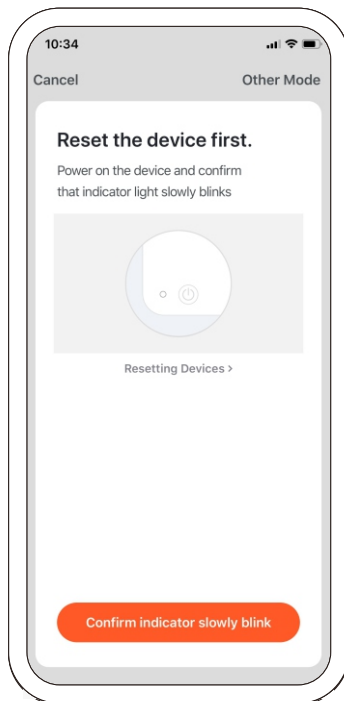 10:34
Cancel
Other Mode
Reset the device first.
Power on the device and confirm
that indicator light slowly blinks
Resetting Devices >
Confirm indicator slowly blink